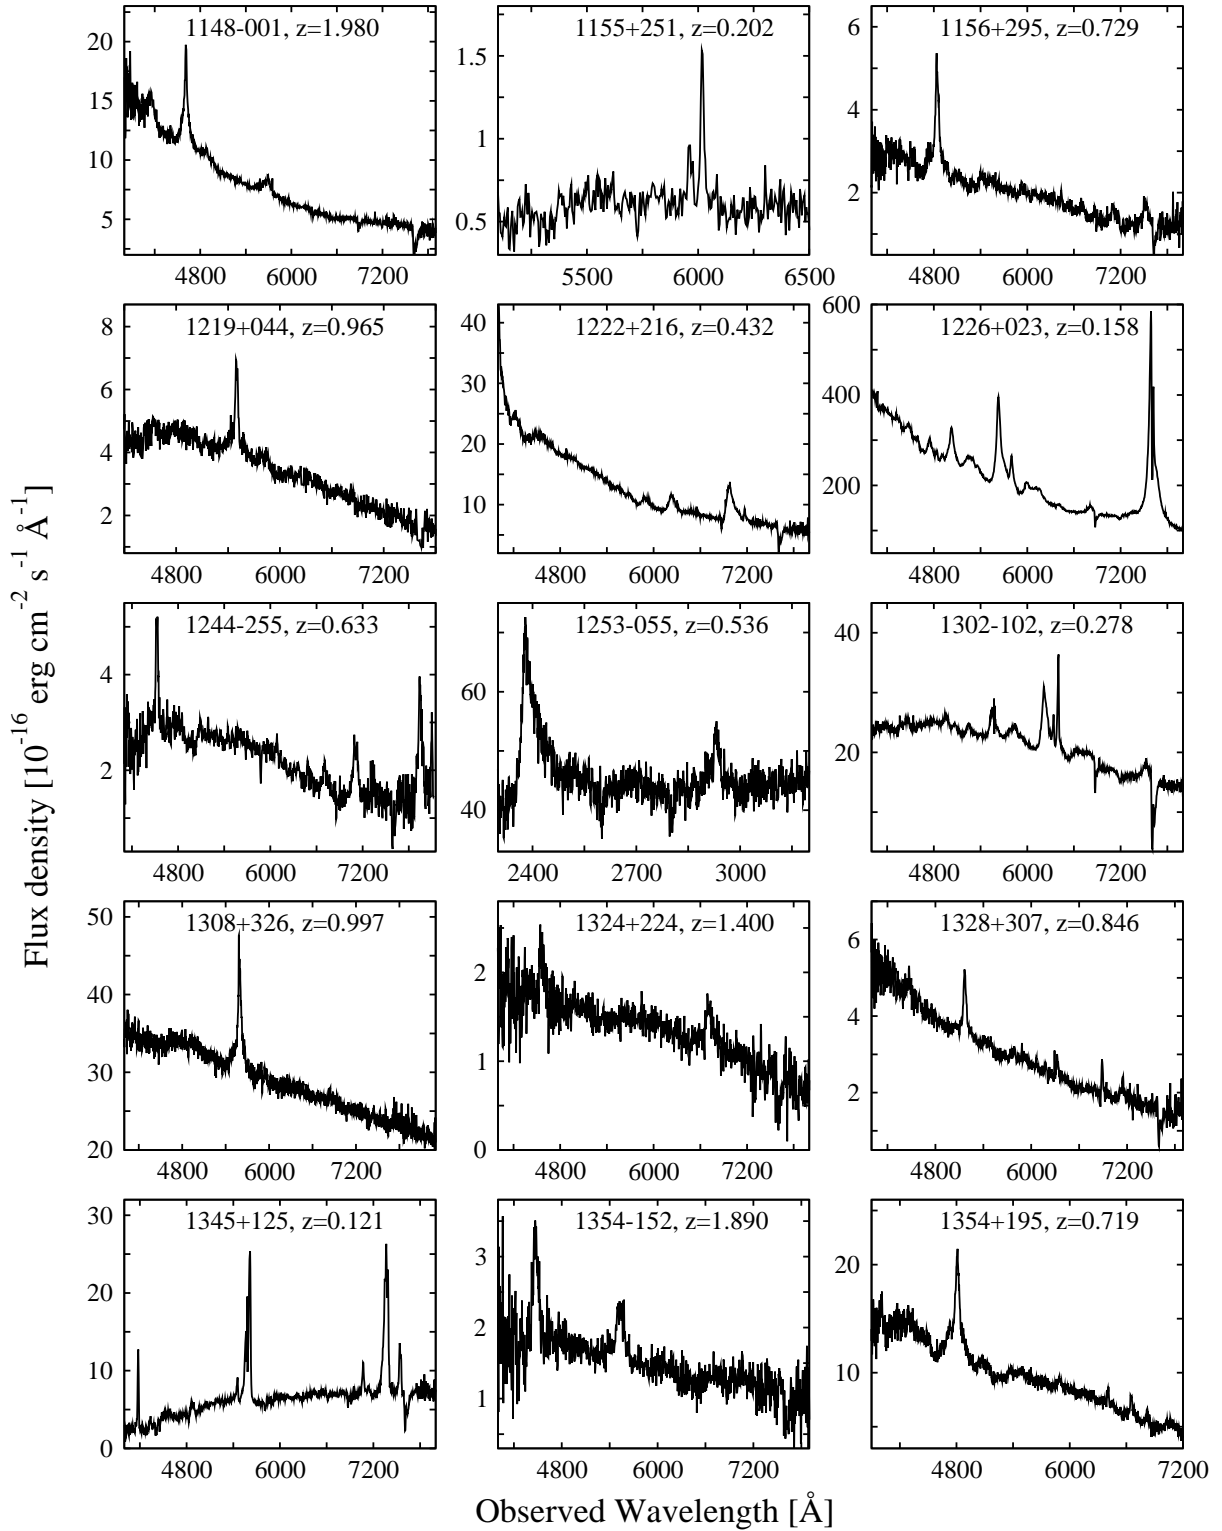 1148-001, z=1.980
1155+251, z=0.202
1156+295, z=0.729
20
15
10
5
1.5
1
0.5
6
4
2
4800 6000 7200
5500 6000 6500
4800 6000 7200
1219+044, z=0.965
1222+216, z=0.432
1226+023, z=0.158
8
6
4
2
40
30
20
10
600
400
200
4800 6000 7200
4800 6000 7200
4800 6000 7200
1244-255, z=0.633
1253-055, z=0.536
1302-102, z=0.278
4
2
60
40
40
20
4800 6000 7200
2400 2700 3000
4800 6000 7200
1308+326, z=0.997
1324+224, z=1.400
1328+307, z=0.846
50
40
30
20
2
1
0
6
4
2
4800 6000 7200
4800 6000 7200
4800 6000 7200
1345+125, z=0.121
1354-152, z=1.890
1354+195, z=0.719
30
20
10
0
3
2
1
20
10
4800 6000 7200
4800 6000 7200
4800 6000 7200
Flux density [10⁻¹⁶ erg cm⁻² s⁻¹ Å⁻¹]
Observed Wavelength [Å]